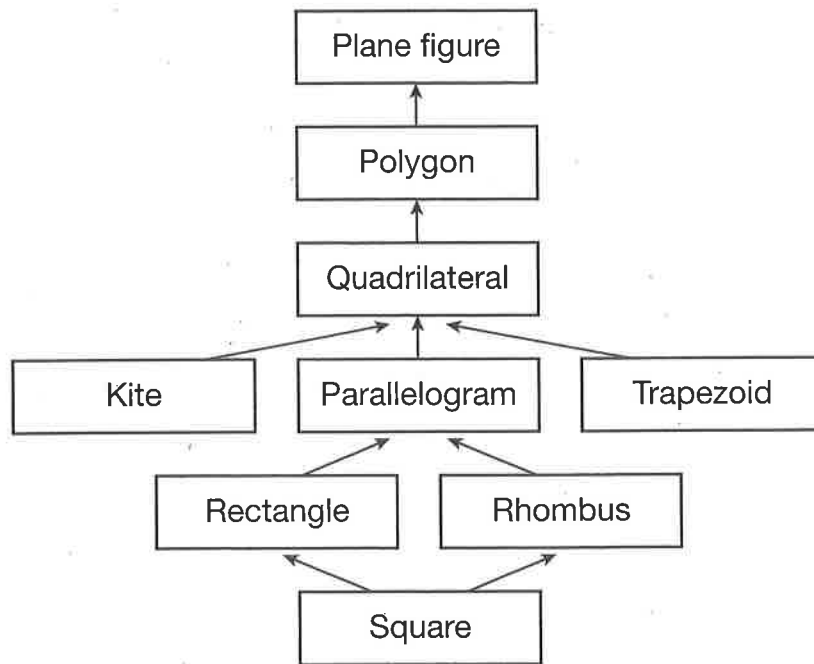 Plane figure
Polygon
Quadrilateral
Kite
Parallelogram
Trapezoid
Rectangle
Rhombus
Square